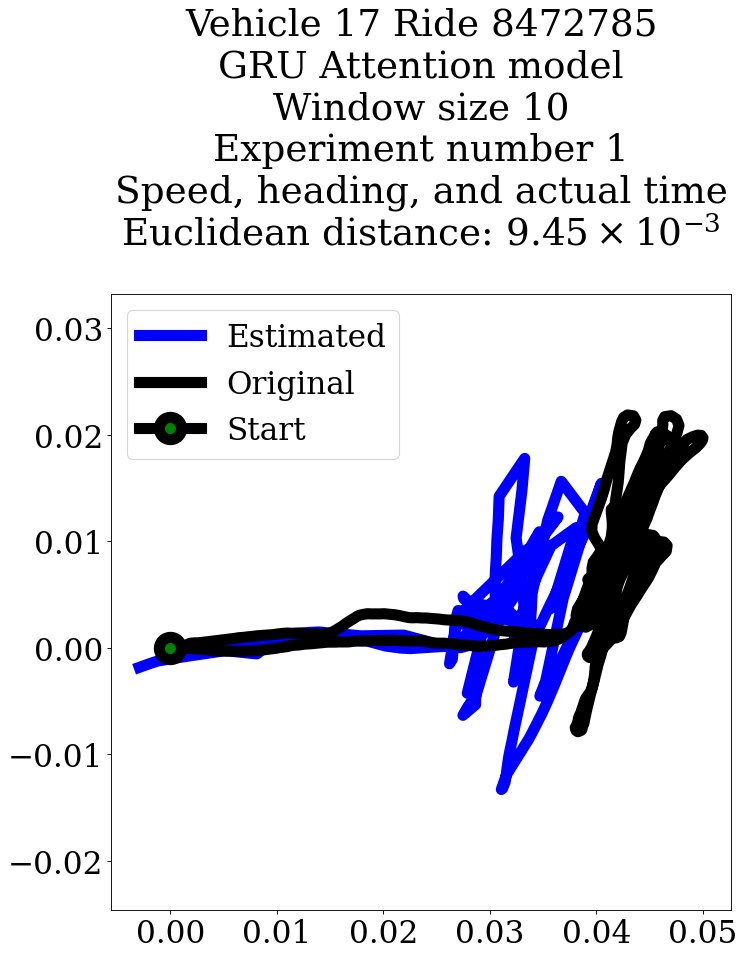 Vehicle 17 Ride 8472785
GRU Attention model
Window size 10
Experiment number 1
Speed, heading, and actual time
Euclidean distance: 9.45 × 10⁻³
Estimated
Original
Start
0.03
0.02
0.01
0.00
−0.01
−0.02
0.00 0.01 0.02 0.03 0.04 0.05